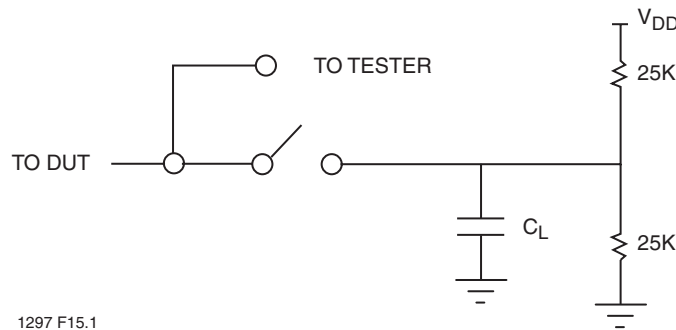 V_DD
25K
TO TESTER
TO DUT
C_L
25K
1297 F15.1